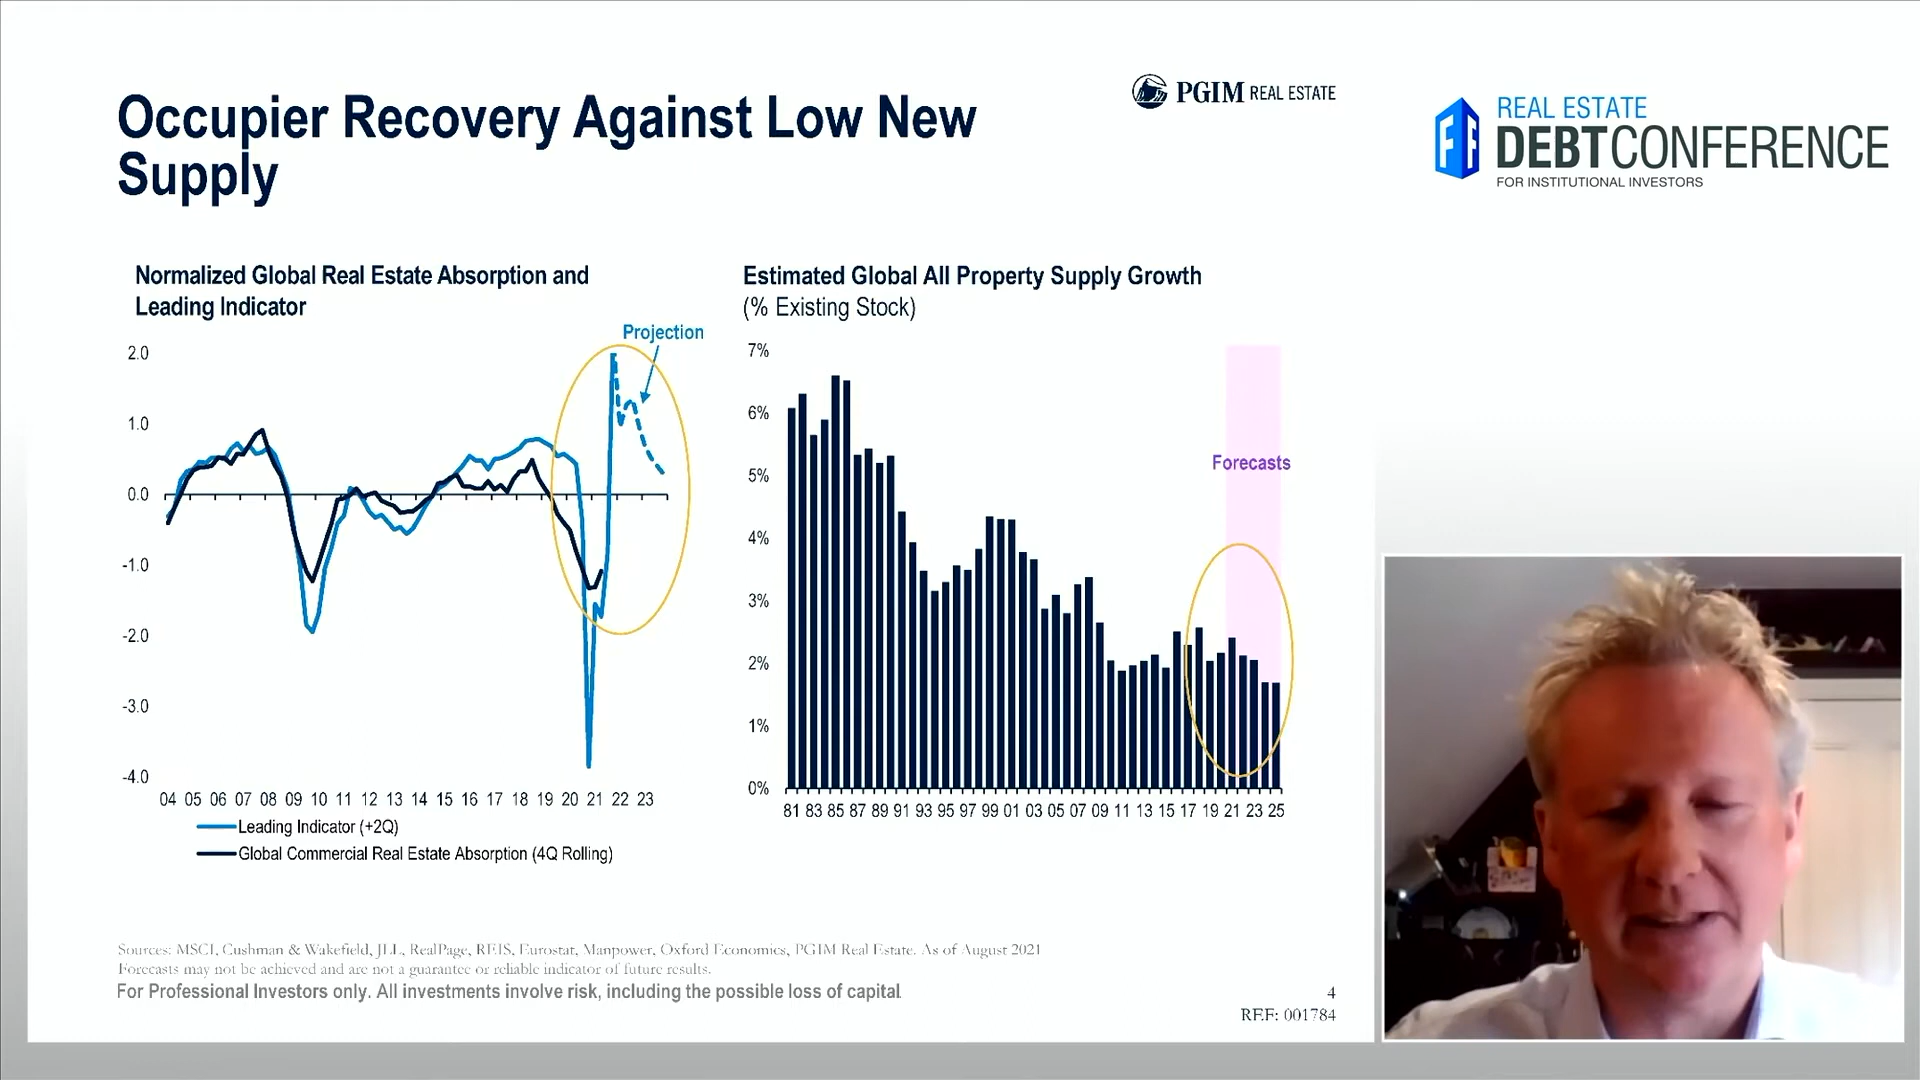 Occupier Recovery Against Low New
Supply
PGIM REAL ESTATE
REAL ESTATE
DEBTCONFERENCE
FOR INSTITUTIONAL INVESTORS
FF
Normalized Global Real Estate Absorption and
Leading Indicator
Projection
2.0
1.0
0.0
-1.0
-2.0
-3.0
-4.0
04 05 06 07 08 09 10 11 12 13 14 15 16 17 18 19 20 21 22 23
Leading Indicator (+2Q)
Global Commercial Real Estate Absorption (4Q Rolling)
Estimated Global All Property Supply Growth
(% Existing Stock)
7%
6%
5%
4%
3%
2%
1%
0%
Forecasts
81 83 85 87 89 91 93 95 97 99 01 03 05 07 09 11 13 15 17 19 21 23 25
Sources: MSCI, Cushman & Wakefield, JLL, RealPage, REIS, Eurostat, Manpower, Oxford Economics, PGIM Real Estate. As of August 2021
Forecasts may not be achieved and are not a guarantee or reliable indicator of future results.
For Professional Investors only. All investments involve risk, including the possible loss of capital.
4
REF: 001784